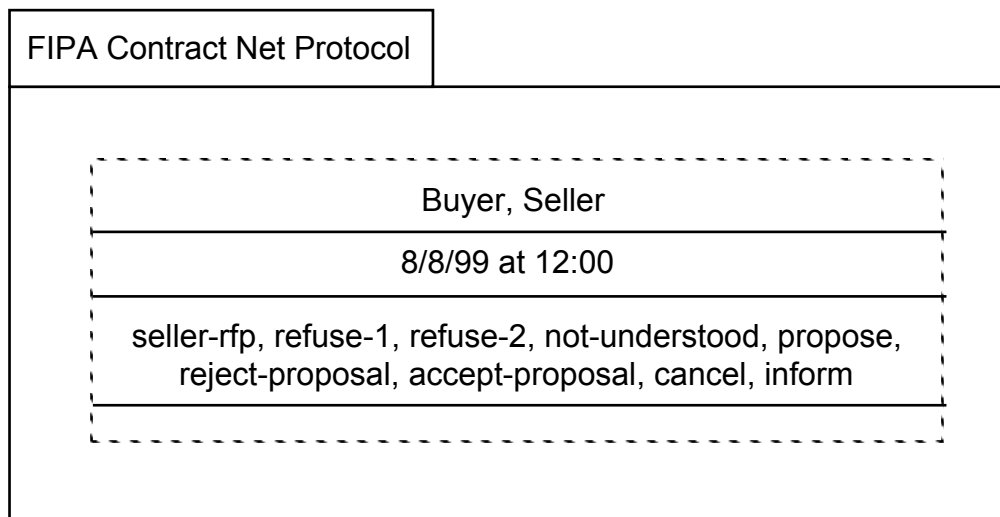 FIPA Contract Net Protocol
Buyer, Seller
8/8/99 at 12:00
seller-rfp, refuse-1, refuse-2, not-understood, propose,
reject-proposal, accept-proposal, cancel, inform